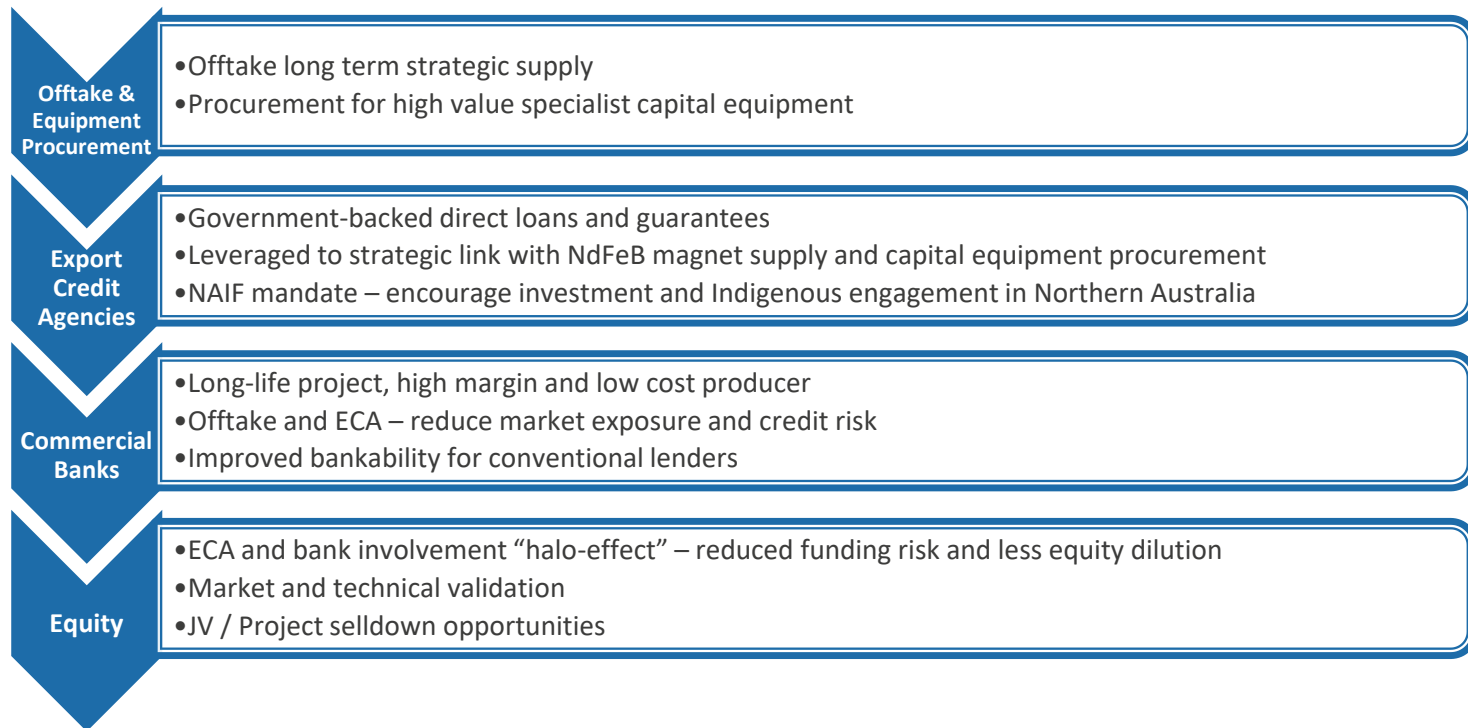 Offtake &
Equipment
Procurement
•Offtake long term strategic supply
•Procurement for high value specialist capital equipment
Export
Credit
Agencies
•Government-backed direct loans and guarantees
•Leveraged to strategic link with NdFeB magnet supply and capital equipment procurement
•NAIF mandate – encourage investment and Indigenous engagement in Northern Australia
Commercial
Banks
•Long-life project, high margin and low cost producer
•Offtake and ECA – reduce market exposure and credit risk
•Improved bankability for conventional lenders
Equity
•ECA and bank involvement “halo-effect” – reduced funding risk and less equity dilution
•Market and technical validation
•JV / Project selldown opportunities